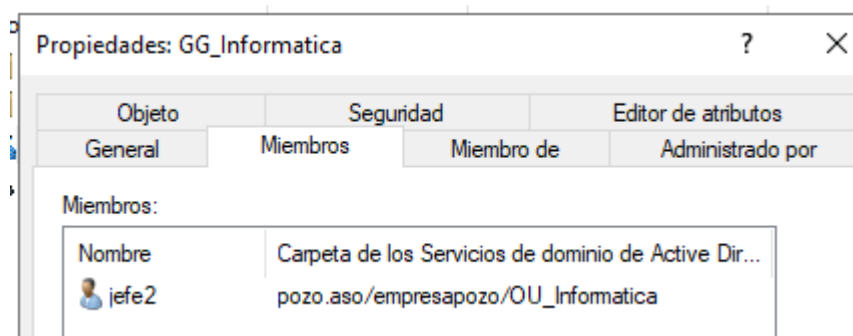 Propiedades: GG_Informatica ? ×
Objeto Seguridad Editor de atributos
General Miembros Miembro de Administrado por
Miembros:
Nombre Carpeta de los Servicios de dominio de Active Dir...
jefe2 pozo.aso/empresapozo/OU_Informatica